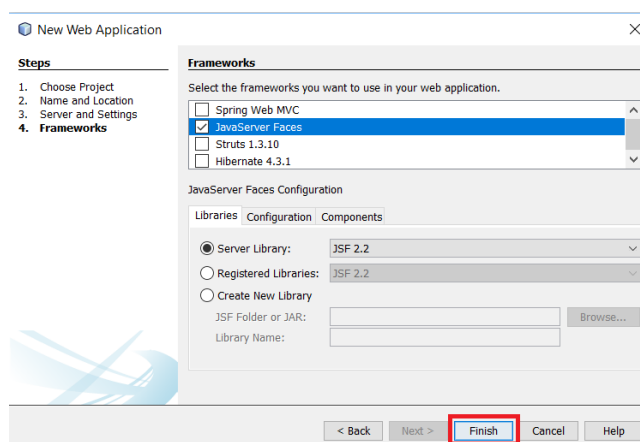 New Web Application
Steps
1. Choose Project
2. Name and Location
3. Server and Settings
4. Frameworks
Frameworks
Select the frameworks you want to use in your web application.
Spring Web MVC
JavaServer Faces
Struts 1.3.10
Hibernate 4.3.1
JavaServer Faces Configuration
Libraries Configuration Components
Server Library: JSF 2.2
Registered Libraries: JSF 2.2
Create New Library
JSF Folder or JAR: Browse...
Library Name:
< Back Next > Finish Cancel Help